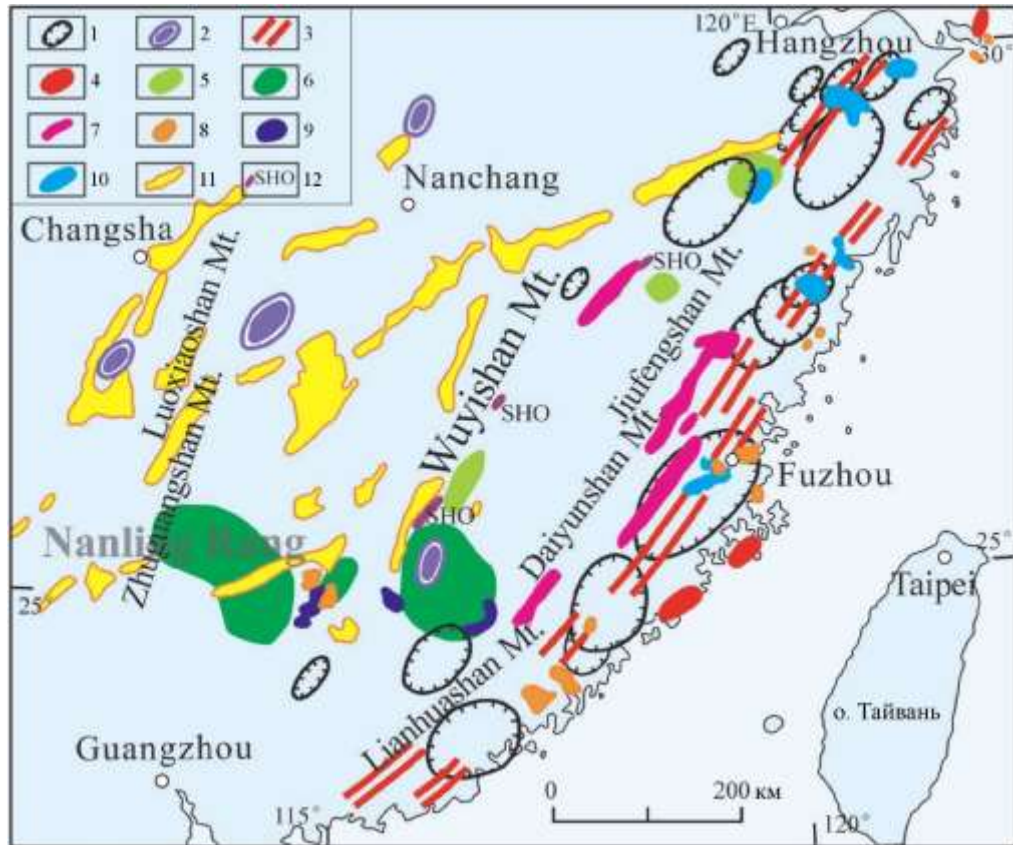 1 2 3
4 5 6
7 8 9
10 SHO 11 12
120°E
Hangzhou
30°
Nanchang
Changsha
Luoxiaoshan Mt.
Wuyishan Mt.
SHO
Jiufengshan Mt.
SHO
Zhuguangshan Mt.
Daiyunshan Mt.
Fuzhou
SHO
Nanling Rang
25°
25°
Taipei
Lianhuashan Mt.
о. Тайвань
Guangzhou
115°
0 200 км
120°